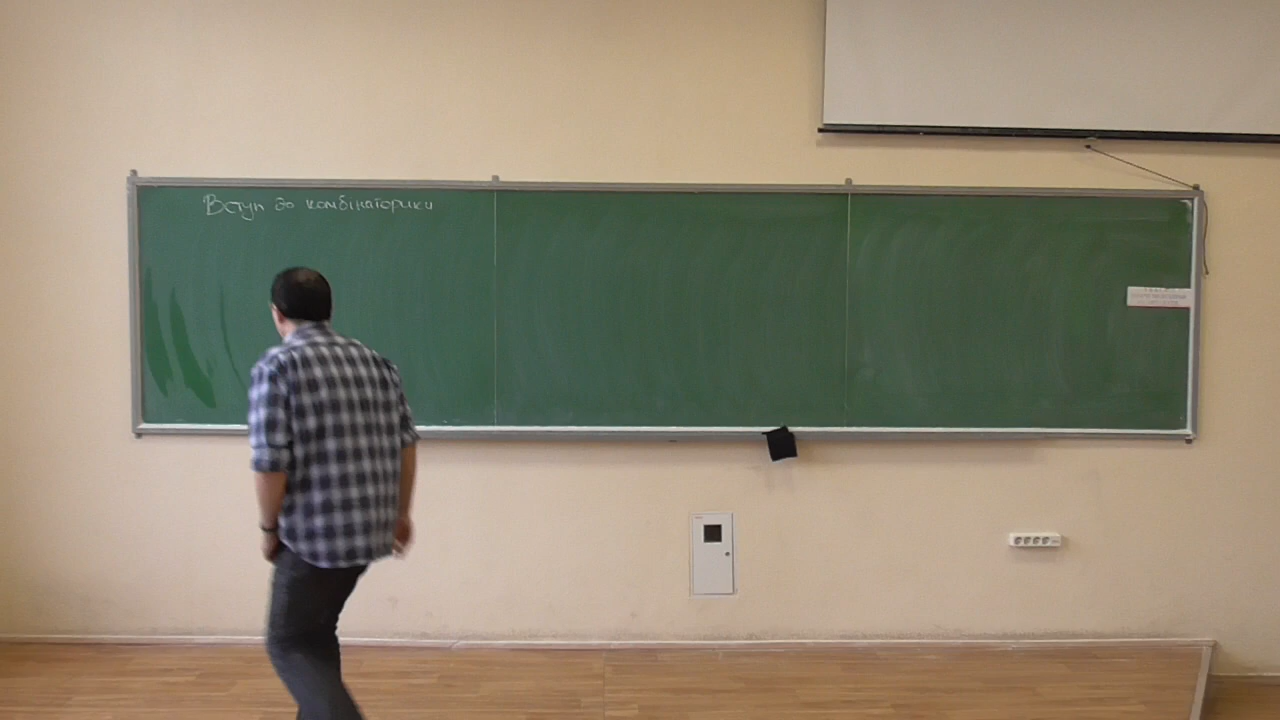 Вступ до комбінаторики